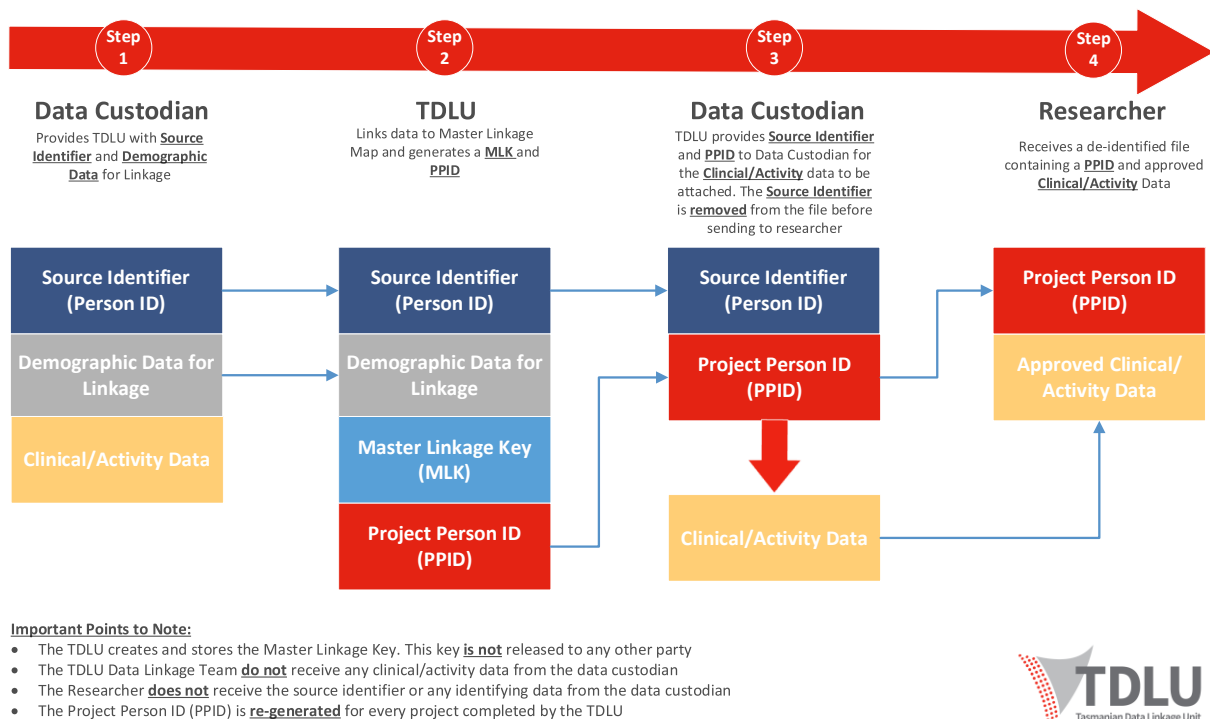 Step
1
Step
2
Step
3
Step
4
Data Custodian
Provides TDLU with Source
Identifier and Demographic
Data for Linkage
TDLU
Links data to Master Linkage
Map and generates a MLK and
PPID
Data Custodian
TDLU provides Source Identifier
and PPID to Data Custodian for
the Clincial/Activity data to be
attached. The Source Identifier
is removed from the file before
sending to researcher
Researcher
Receives a de-identified file
containing a PPID and approved
Clinical/Activity Data
Source Identifier
(Person ID)
Demographic Data for
Linkage
Clinical/Activity Data
Source Identifier
(Person ID)
Demographic Data for
Linkage
Master Linkage Key
(MLK)
Project Person ID
(PPID)
Source Identifier
(Person ID)
Project Person ID
(PPID)
Clinical/Activity Data
Project Person ID
(PPID)
Approved Clinical/
Activity Data
Important Points to Note:
• The TDLU creates and stores the Master Linkage Key. This key is not released to any other party
• The TDLU Data Linkage Team do not receive any clinical/activity data from the data custodian
• The Researcher does not receive the source identifier or any identifying data from the data custodian
• The Project Person ID (PPID) is re-generated for every project completed by the TDLU
TDLU
Tasmanian Data Linkage Unit